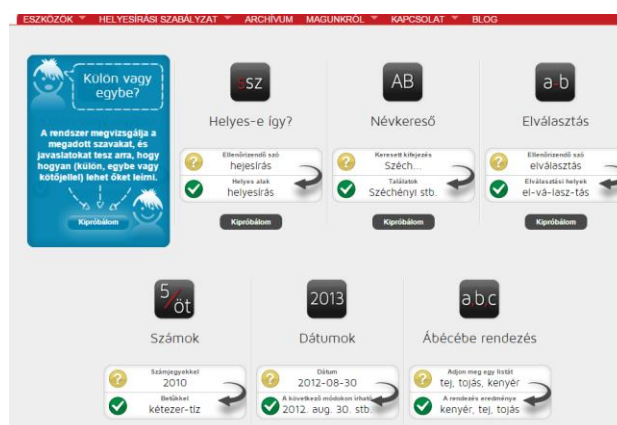 ESZKÖZÖK HELYESÍRÁSI SZABÁLYZAT ARCHÍVUM MAGUNKRÓL KAPCSOLAT BLOG
Külön vagy
egybe?
A rendszer megvizsgálja a
megadott szavakat, és
javaslatokat tesz arra, hogy
hogyan (külön, egybe vagy
kötőjellel) lehet őket leírni.
Kipróbálom
ssz
Helyes-e így?
Ellenőrizendő szó
hejesírás
Helyes alak
helyesírás
Kipróbálom
AB
Névkereső
Keresett kifejezés
Széch...
Találatok
Széchényi stb.
Kipróbálom
a-b
Elválasztás
Ellenőrizendő szó
elválasztás
Elválasztási helyek
el-vá-lasz-tás
Kipróbálom
5/öt
Számok
Számjegyekkel
2010
Betűkkel
kétezer-tíz
2013
Dátumok
Dátum
2012-08-30
A következő módokon írható
2012. aug. 30. stb.
a,b,c
Ábécébe rendezés
Adjon meg egy listát
tej, tojás, kenyér
A rendezés eredménye
kenyér, tej, tojás